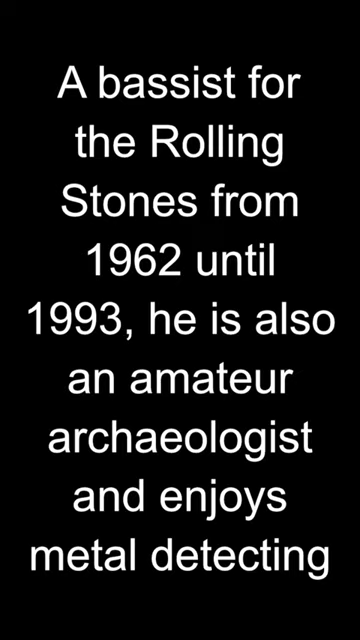 A bassist for
the Rolling
Stones from
1962 until
1993, he is also
an amateur
archaeologist
and enjoys
metal detecting